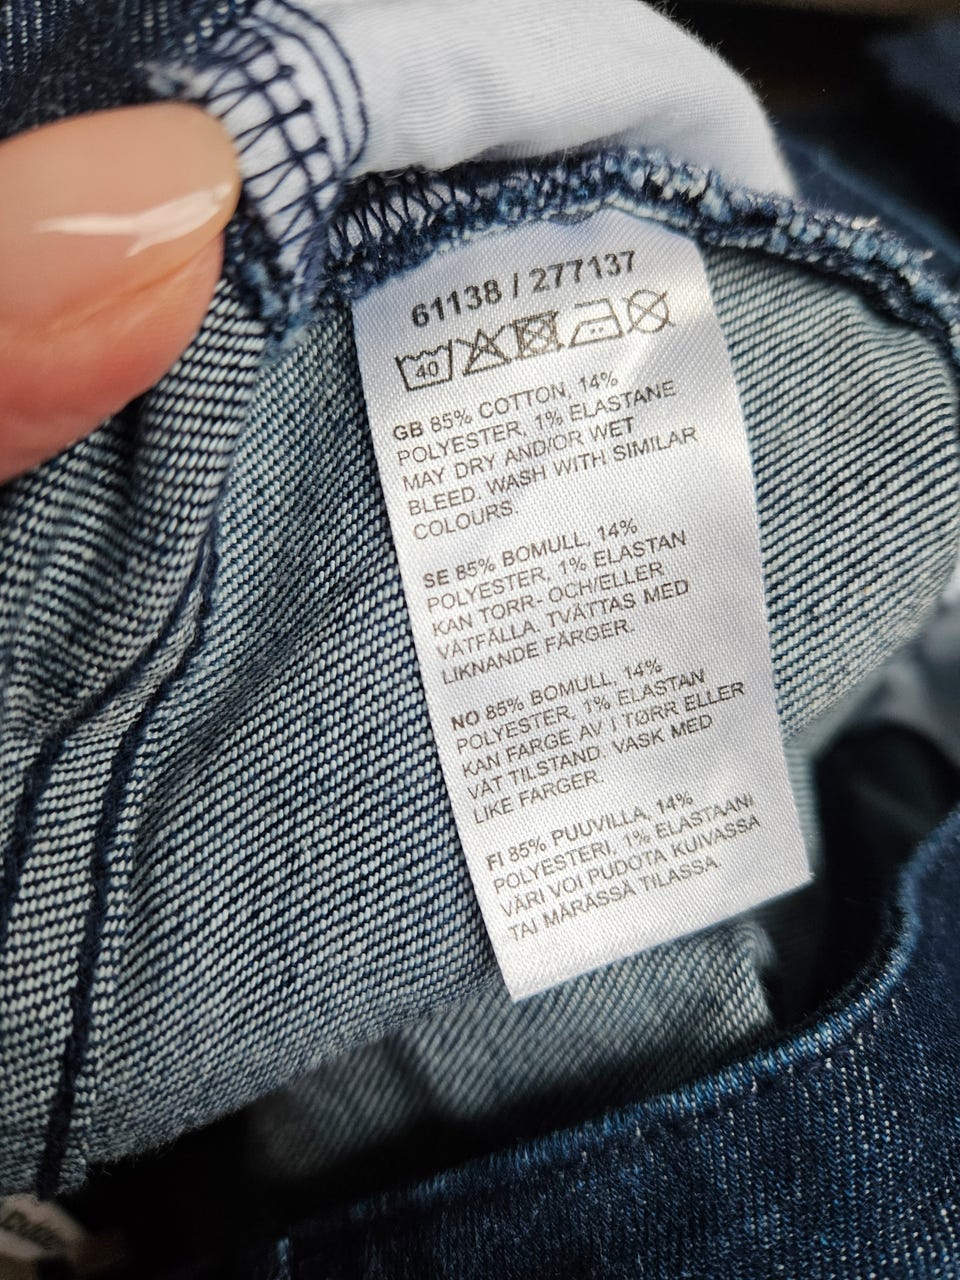 61138 / 277137
40
GB 85% COTTON, 14%
POLYESTER, 1% ELASTANE
MAY DRY AND/OR WET
BLEED. WASH WITH SIMILAR
COLOURS.
SE 85% BOMULL, 14%
POLYESTER, 1% ELASTAN
KAN TORR- OCH/ELLER
VÅTFÄLLA. TVÄTTAS MED
LIKNANDE FÄRGER.
NO 85% BOMULL, 14%
POLYESTER, 1% ELASTAN
KAN FARGE AV I TØRR ELLER
VÅT TILSTAND. VASK MED
LIKE FARGER.
FI 85% PUUVILLA, 14%
POLYESTERI, 1% ELASTAANI
VÄRI VOI PUDOTA KUIVASSA
TAI MÄRÄSSÄ TILASSA